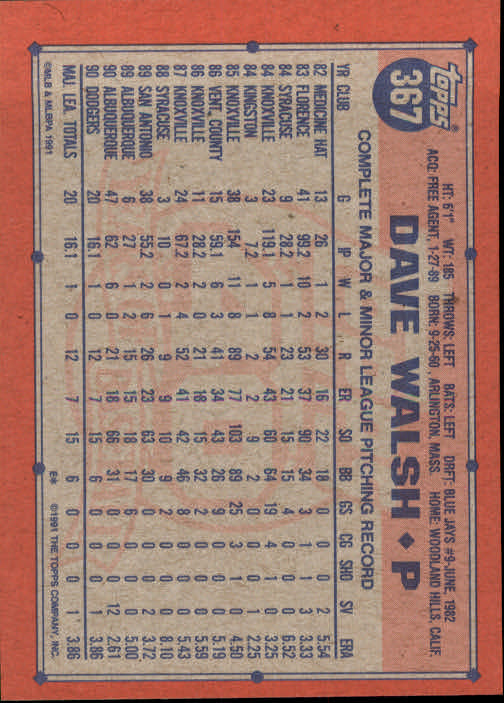 topps
367
HT: 6'1" WT: 185 THROWS: LEFT BATS: LEFT DRFT: BLUE JAYS #9-JUNE, 1982
ACQ: FREE AGENT, 1-27-89 BORN: 9-25-60, ARLINGTON, MASS. HOME: WOODLAND HILLS, CALIF.
DAVE WALSH ♦ P
COMPLETE MAJOR & MINOR LEAGUE PITCHING RECORD
YR CLUB G IP W L R ER SO BB GS CG SHO SV ERA
82 MEDICINE HAT 13 26 1 2 30 16 22 18 0 0 0 2 5.54
83 FLORENCE 41 99.2 10 2 53 37 90 34 3 1 1 3 3.33
84 SYRACUSE 9 28.2 1 2 23 21 15 15 4 0 0 0 6.52
84 KNOXVILLE 23 119.1 5 8 54 43 60 64 19 4 1 0 3.25
84 KINGSTON 3 7.2 1 1 2 2 9 2 0 0 0 1 2.25
85 KNOXVILLE 38 154 11 8 89 77 103 89 25 3 1 0 4.50
86 VENT. COUNTY 15 59.1 6 3 41 34 43 26 9 0 0 0 5.19
86 KNOXVILLE 11 28.2 2 0 21 18 15 32 2 0 0 0 5.59
87 KNOXVILLE 24 67.2 4 2 52 41 42 46 8 0 0 0 5.43
88 SYRACUSE 3 10 0 1 9 9 10 9 2 0 0 0 8.10
89 SAN ANTONIO 38 55.2 3 2 26 23 63 30 0 0 0 2 3.72
89 ALBUQUERQUE 6 27 1 2 15 15 18 17 6 0 0 0 5.00
90 ALBUQUERQUE 47 62 6 0 21 18 66 31 0 0 0 12 2.61
90 DODGERS 20 16.1 1 0 12 7 15 6 0 0 0 1 3.86
MAJ. LEA. TOTALS 20 16.1 1 0 12 7 15 6 0 0 0 1 3.86
©MLB & MLBPA 1991 E* ©1991 THE TOPPS COMPANY, INC.